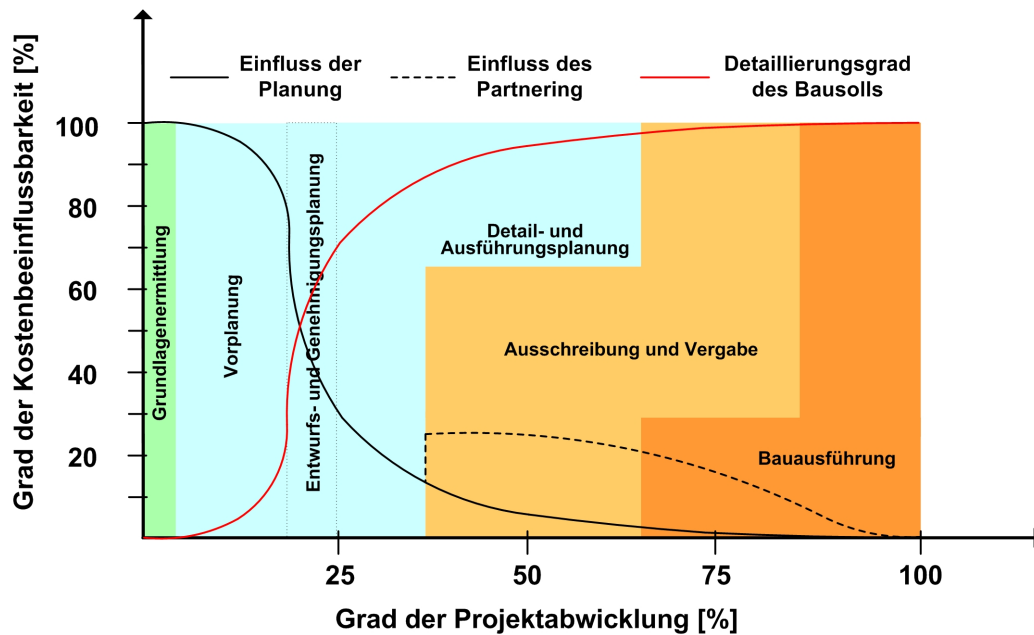 Grad der Kostenbeeinflussbarkeit [%]
Einfluss der
Planung
Einfluss des
Partnering
Detaillierungsgrad
des Bausolls
100
80
60
40
20
Grundlagenermittlung
Vorplanung
Entwurfs- und Genehmigungsplanung
Detail- und
Ausführungsplanung
Ausschreibung und Vergabe
Bauausführung
25
50
75
100
Grad der Projektabwicklung [%]